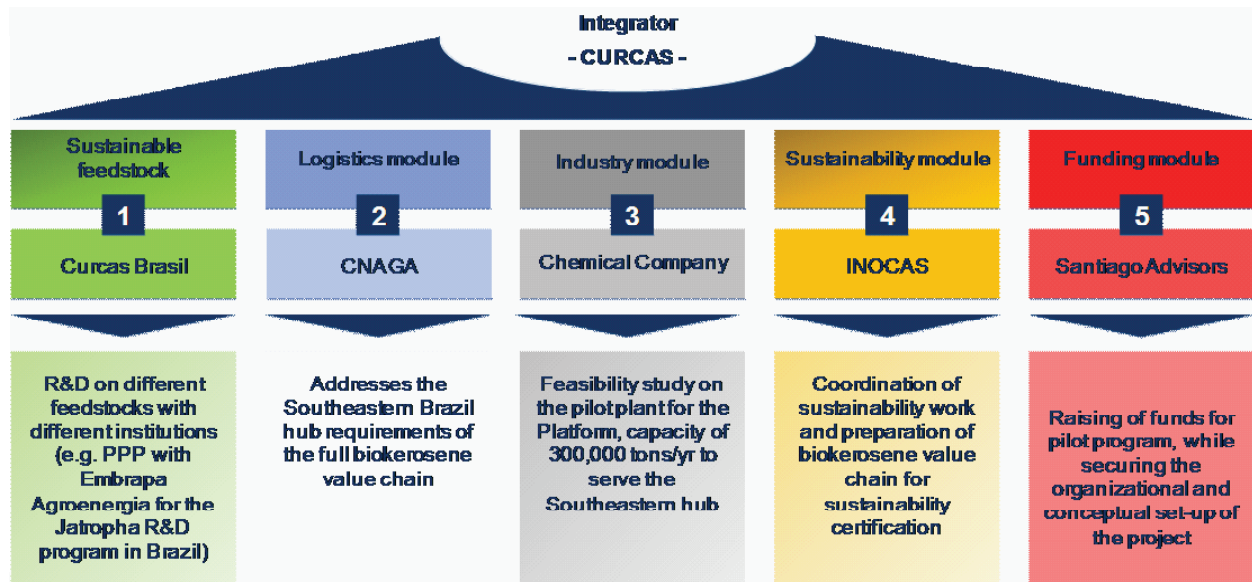 Integrator
- CURCAS -
Sustainable
feedstock
1
Curcas Brasil
R&D on different
feedstocks with
different institutions
(e.g. PPP with
Embrapa
Agroenergia for the
Jatropha R&D
program in Brazil)
Logistics module
2
CNAGA
Addresses the
Southeastern Brazil
hub requirements of
the full biokerosene
value chain
Industry module
3
Chemical Company
Feasibility study on
the pilot plant for the
Platform, capacity of
300,000 tons/yr to
serve the
Southeastern hub
Sustainability module
4
INOCAS
Coordination of
sustainability work
and preparation of
biokerosene value
chain for
sustainability
certification
Funding module
5
Santiago Advisors
Raising of funds for
pilot program, while
securing the
organizational and
conceptual set-up of
the project